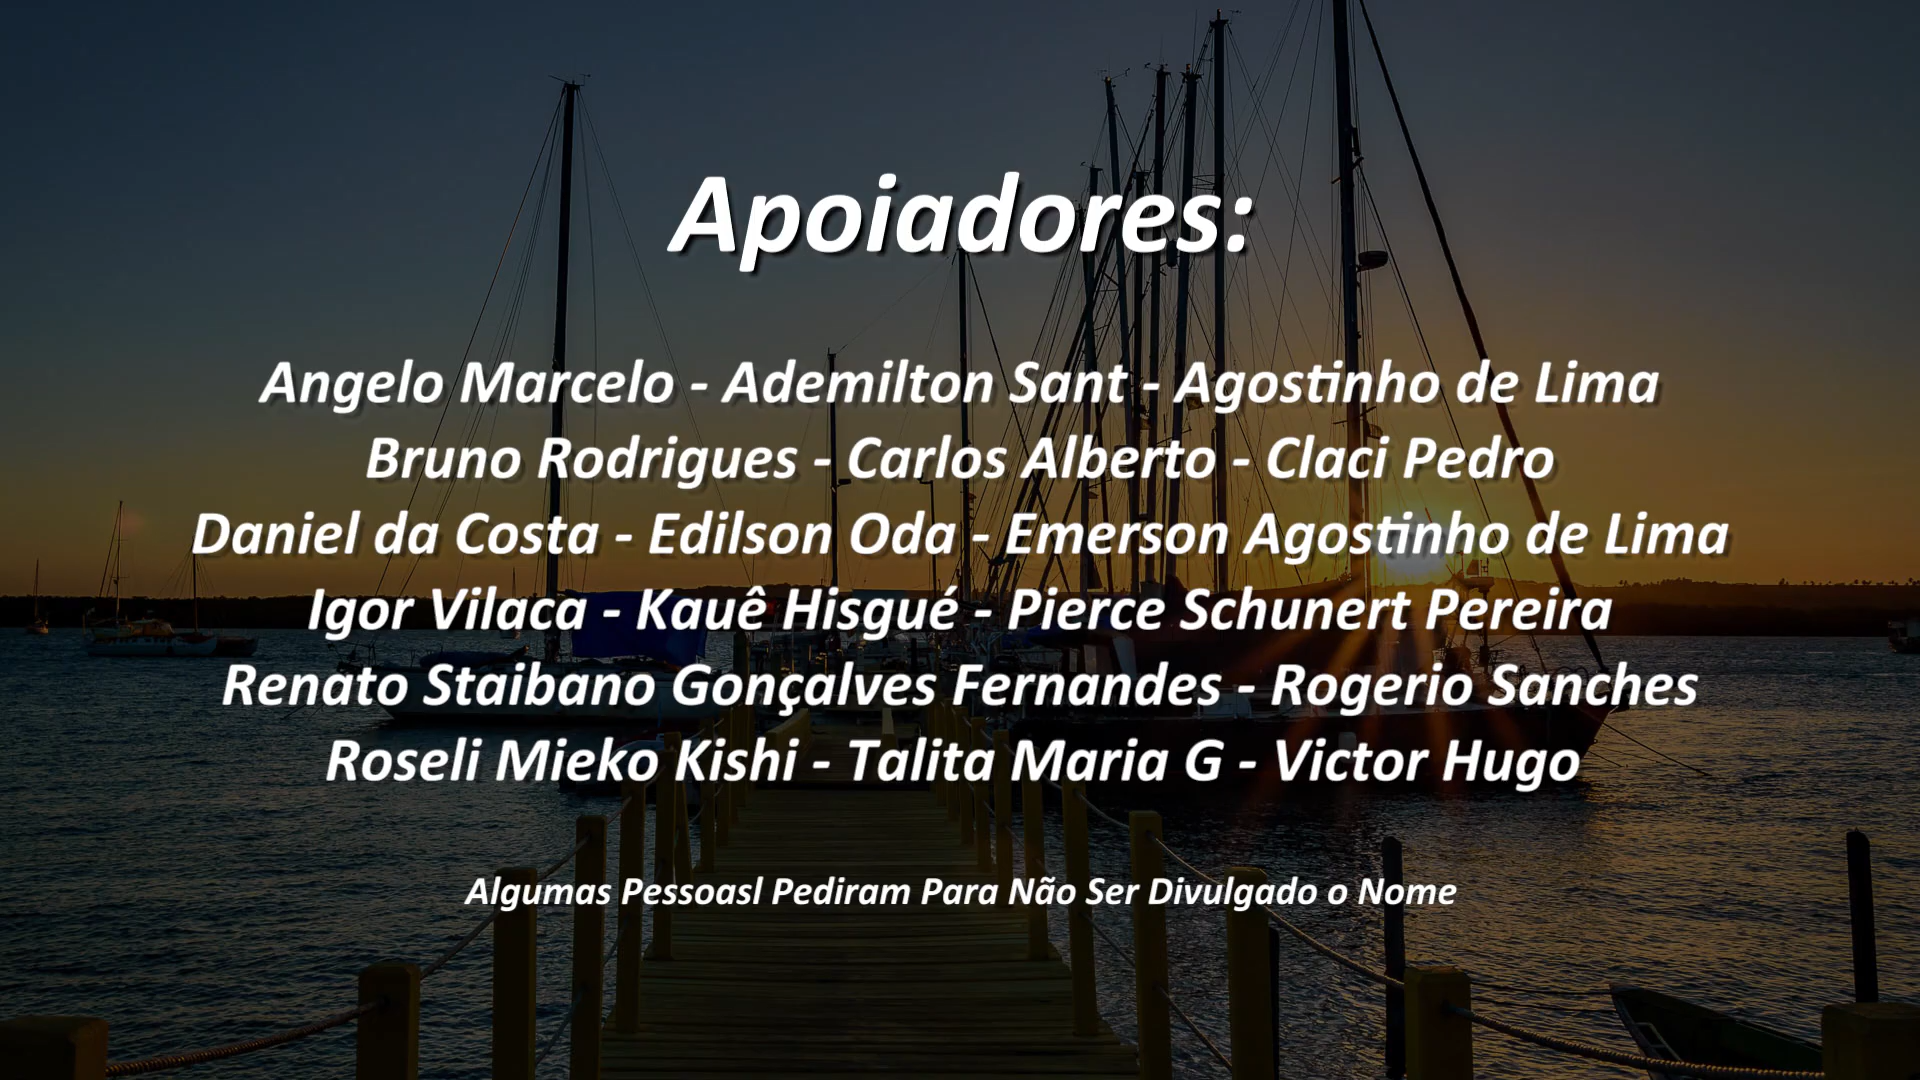 Apoiadores:
Angelo Marcelo - Ademilton Sant - Agostinho de Lima
Bruno Rodrigues - Carlos Alberto - Claci Pedro
Daniel da Costa - Edilson Oda - Emerson Agostinho de Lima
Igor Vilaca - Kauê Hisgué - Pierce Schunert Pereira
Renato Staibano Gonçalves Fernandes - Rogerio Sanches
Roseli Mieko Kishi - Talita Maria G - Victor Hugo
Algumas Pessoasl Pediram Para Não Ser Divulgado o Nome